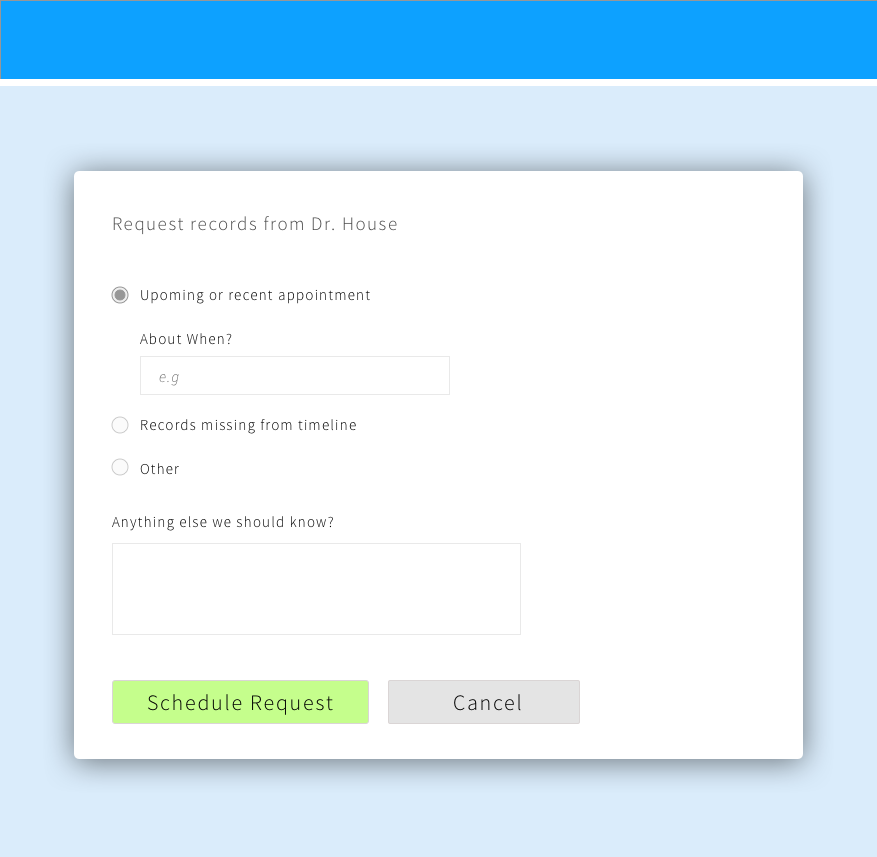 Request records from Dr. House
Upoming or recent appointment
About When?
e.g
Records missing from timeline
Other
Anything else we should know?
Schedule Request
Cancel